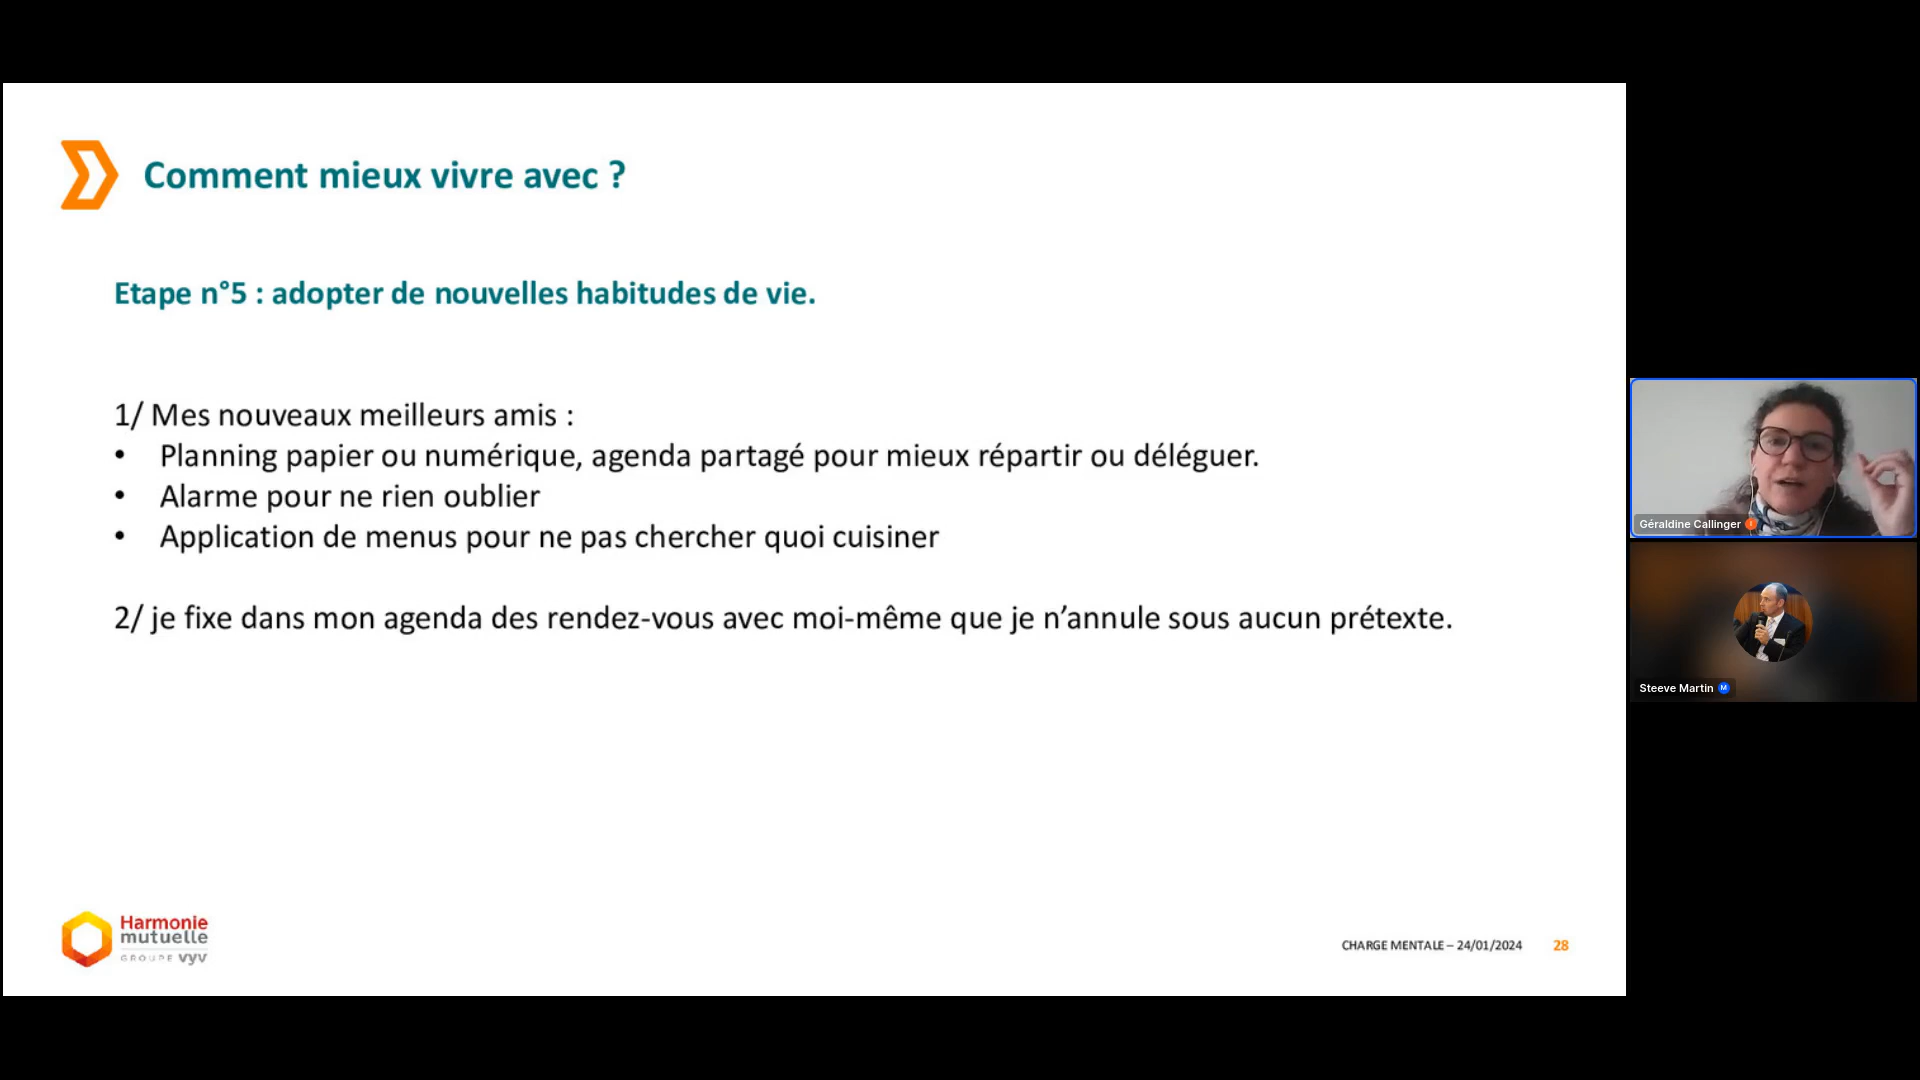 Comment mieux vivre avec ?
Etape n°5 : adopter de nouvelles habitudes de vie.
1/ Mes nouveaux meilleurs amis :
• Planning papier ou numérique, agenda partagé pour mieux répartir ou déléguer.
• Alarme pour ne rien oublier
• Application de menus pour ne pas chercher quoi cuisiner
2/ je fixe dans mon agenda des rendez-vous avec moi-même que je n’annule sous aucun prétexte.
Harmonie
mutuelle
GROUPE vyv
CHARGE MENTALE – 24/01/2024 28
Géraldine Callinger
Steeve Martin M